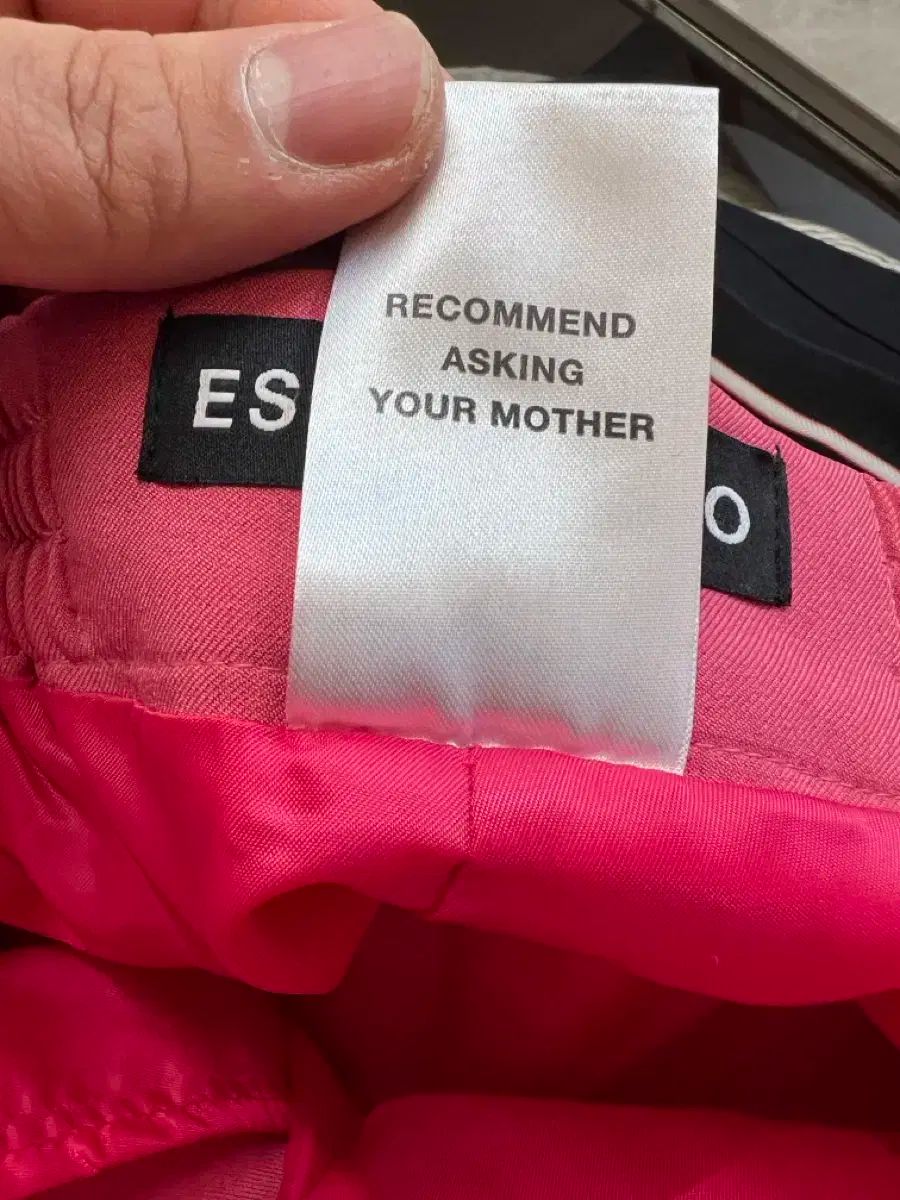 RECOMMEND
ASKING
YOUR MOTHER
ES
O